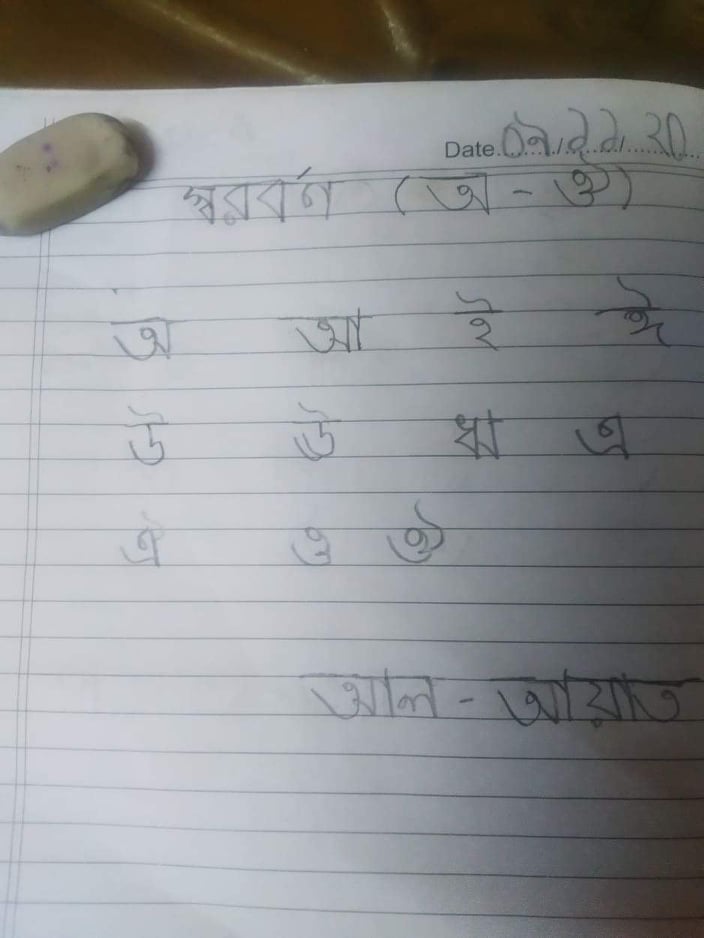 Date. ০৯.১১.২০
স্বরবর্ণ (অ - ঔ)
অ আ ই ঈ
উ ঊ ঋ এ
ঐ ও ঔ
আল - আয়াত